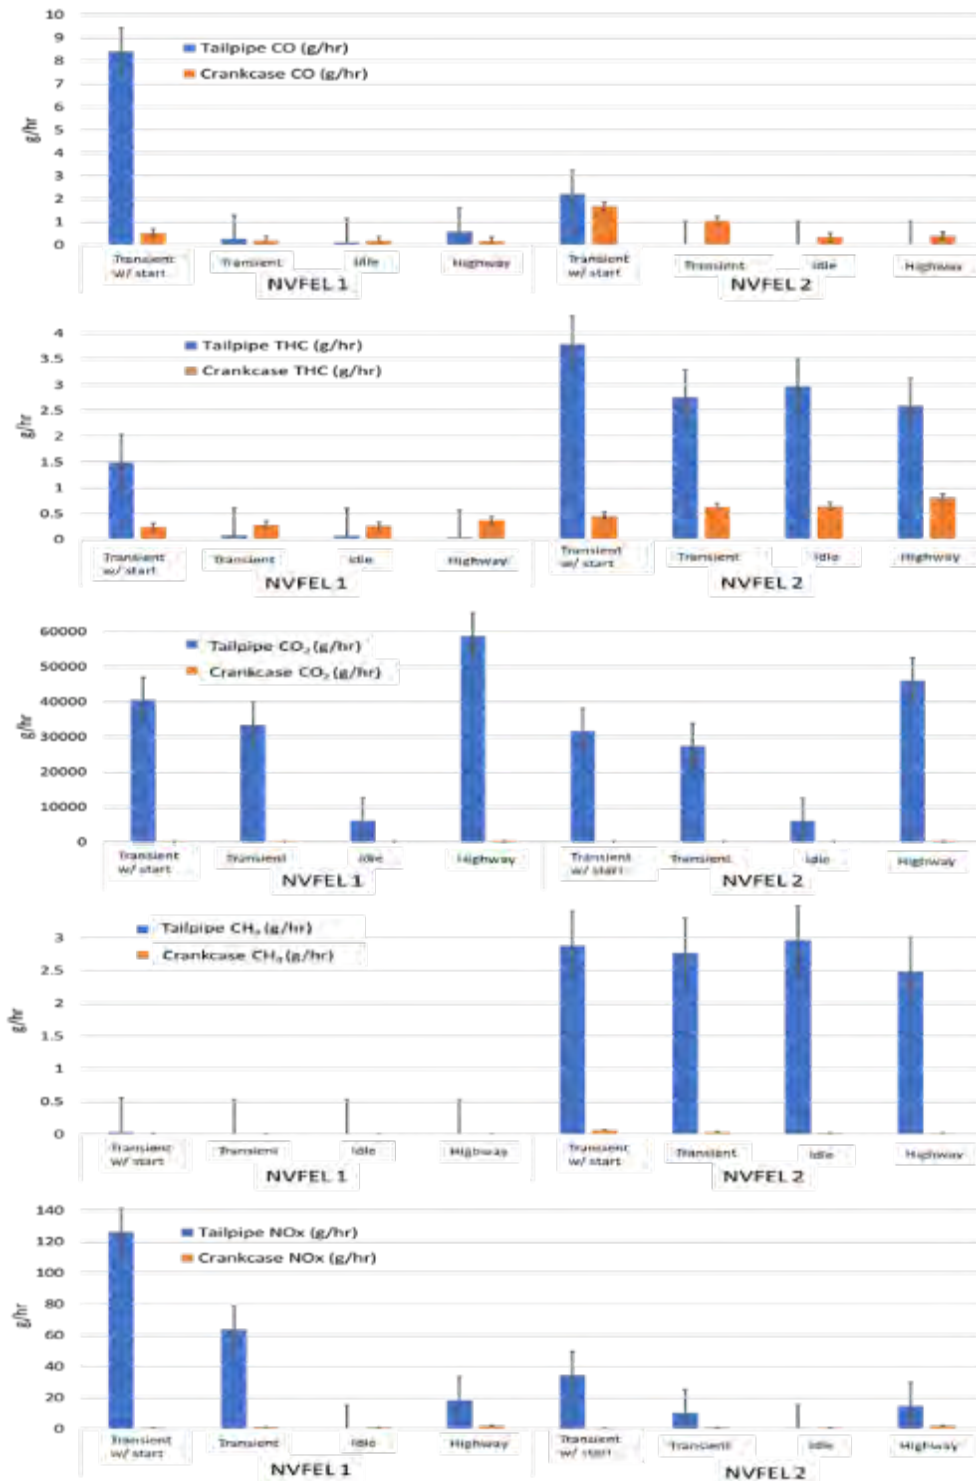 10
9
8
7
6
5
4
3
2
1
0
g/hr
Tailpipe CO (g/hr)
Crankcase CO (g/hr)
Transient w/ start
Transient
Idle
Highway
Transient w/ start
Transient
Idle
Highway
NVFEL 1
NVFEL 2
4
3.5
3
2.5
2
1.5
1
0.5
0
g/hr
Tailpipe THC (g/hr)
Crankcase THC (g/hr)
Transient w/ start
Transient
Idle
Highway
Transient w/ start
Transient
Idle
Highway
NVFEL 1
NVFEL 2
60000
50000
40000
30000
20000
10000
0
g/hr
Tailpipe CO₂ (g/hr)
Crankcase CO₂ (g/hr)
Transient w/ start
Transient
Idle
Highway
Transient w/ start
Transient
Idle
Highway
NVFEL 1
NVFEL 2
3
2.5
2
1.5
1
0.5
0
g/hr
Tailpipe CH₄ (g/hr)
Crankcase CH₄ (g/hr)
Transient w/ start
Transient
Idle
Highway
Transient w/ start
Transient
Idle
Highway
NVFEL 1
NVFEL 2
140
120
100
80
60
40
20
0
g/hr
Tailpipe NOx (g/hr)
Crankcase NOx (g/hr)
Transient w/ start
Transient
Idle
Highway
Transient w/ start
Transient
Idle
Highway
NVFEL 1
NVFEL 2